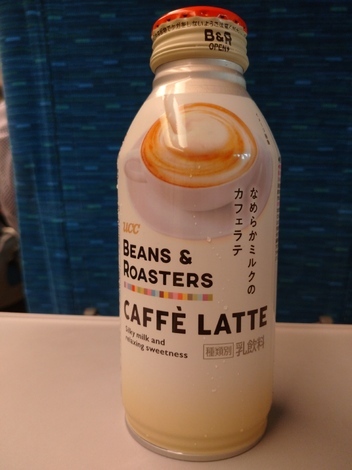 B&R
OPEN
なめらかミルクの
カフェラテ
ucc
BEANS &
ROASTERS
CAFFÈ LATTE
Silky milk and
relaxing sweetness
種類別 乳飲料